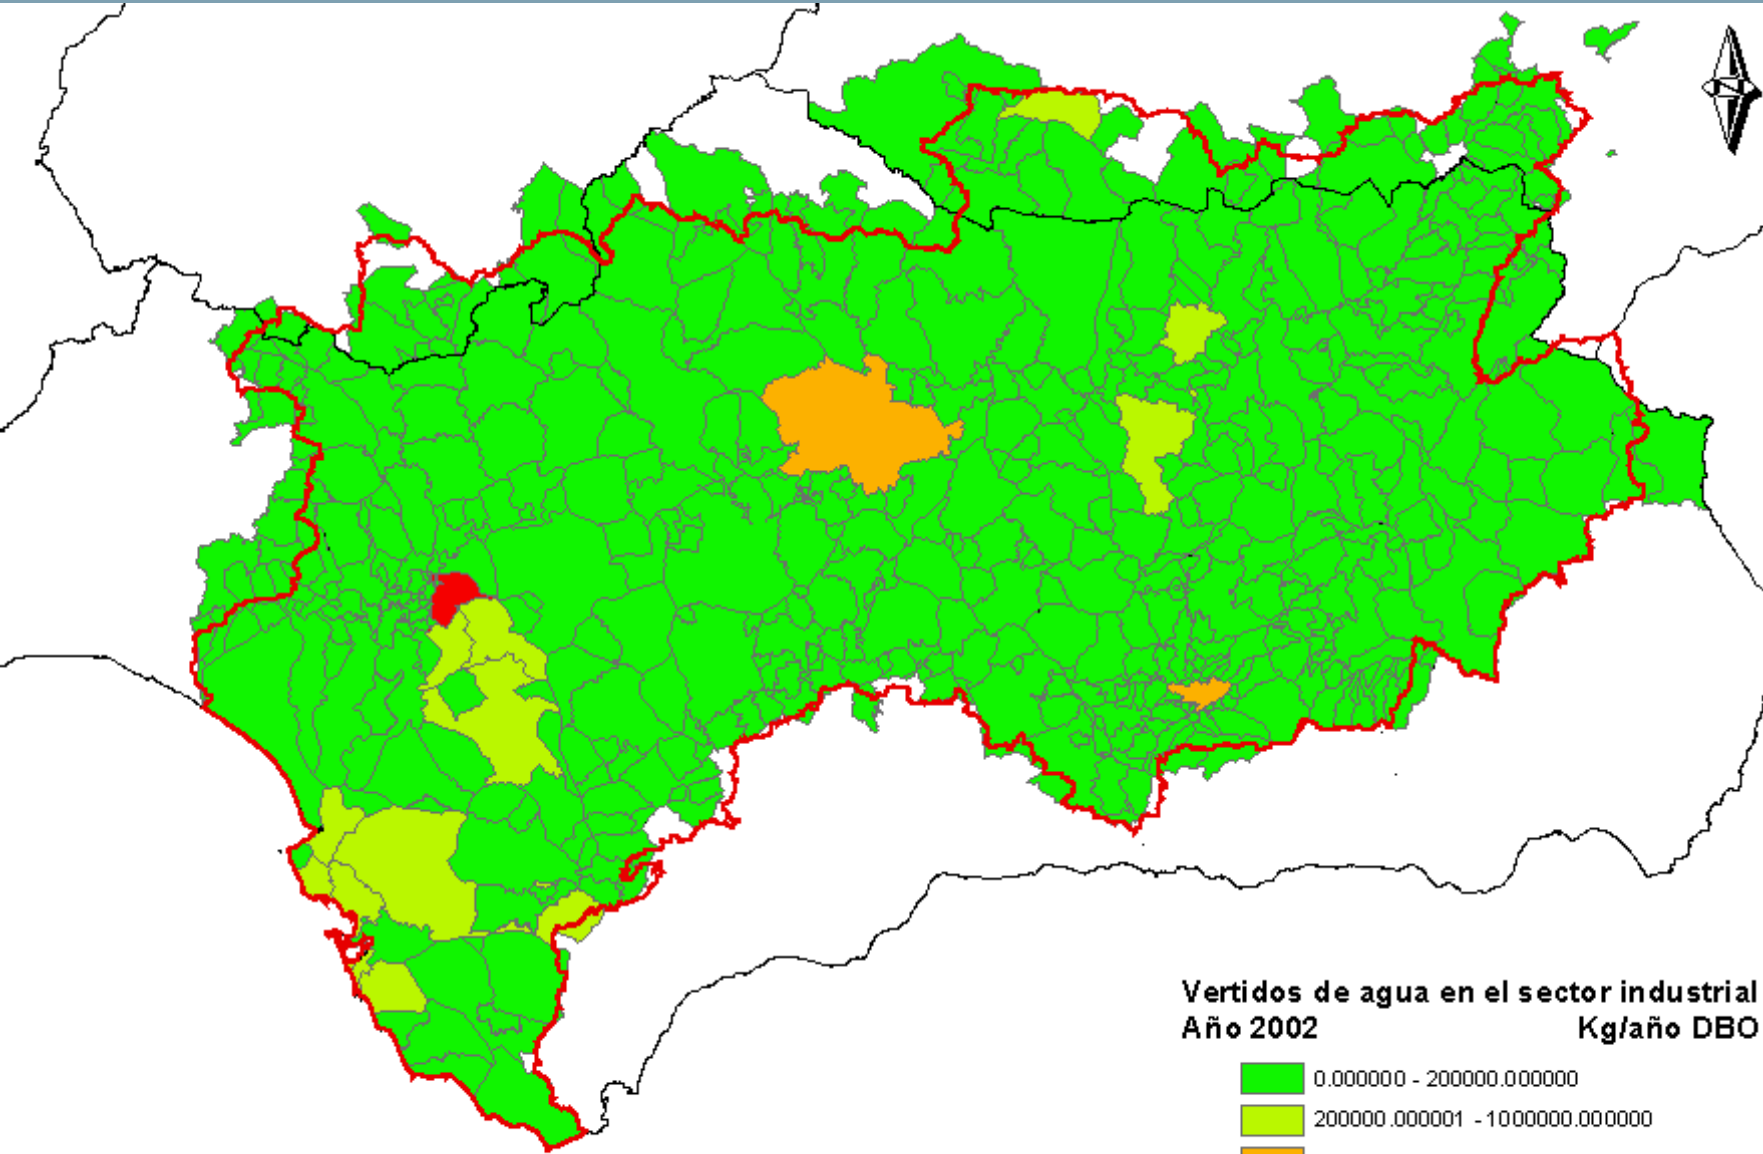 N
Vertidos de agua en el sector industrial
Año 2002 Kg/año DBO
0.000000 - 200000.000000
200000.000001 - 1000000.000000